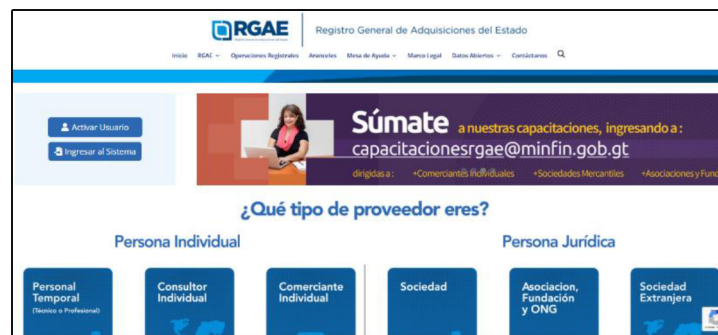 RGAE
Registro General de Adquisiciones del Estado
Inicio RGAE Operaciones Registrales Aranceles Mesa de Ayuda Marco Legal Datos Abiertos Contáctanos
Activar Usuario
Ingresar al Sistema
Súmate a nuestras capacitaciones, ingresando a :
capacitacionesrgae@minfin.gob.gt
dirigidas a : +Comerciantes Individuales +Sociedades Mercantiles +Asociaciones y Fund
¿Qué tipo de proveedor eres?
Persona Individual
Persona Jurídica
Personal
Temporal
(Técnico o Profesional)
Consultor
Individual
Comerciante
Individual
Sociedad
Asociacion,
Fundación
y ONG
Sociedad
Extranjera